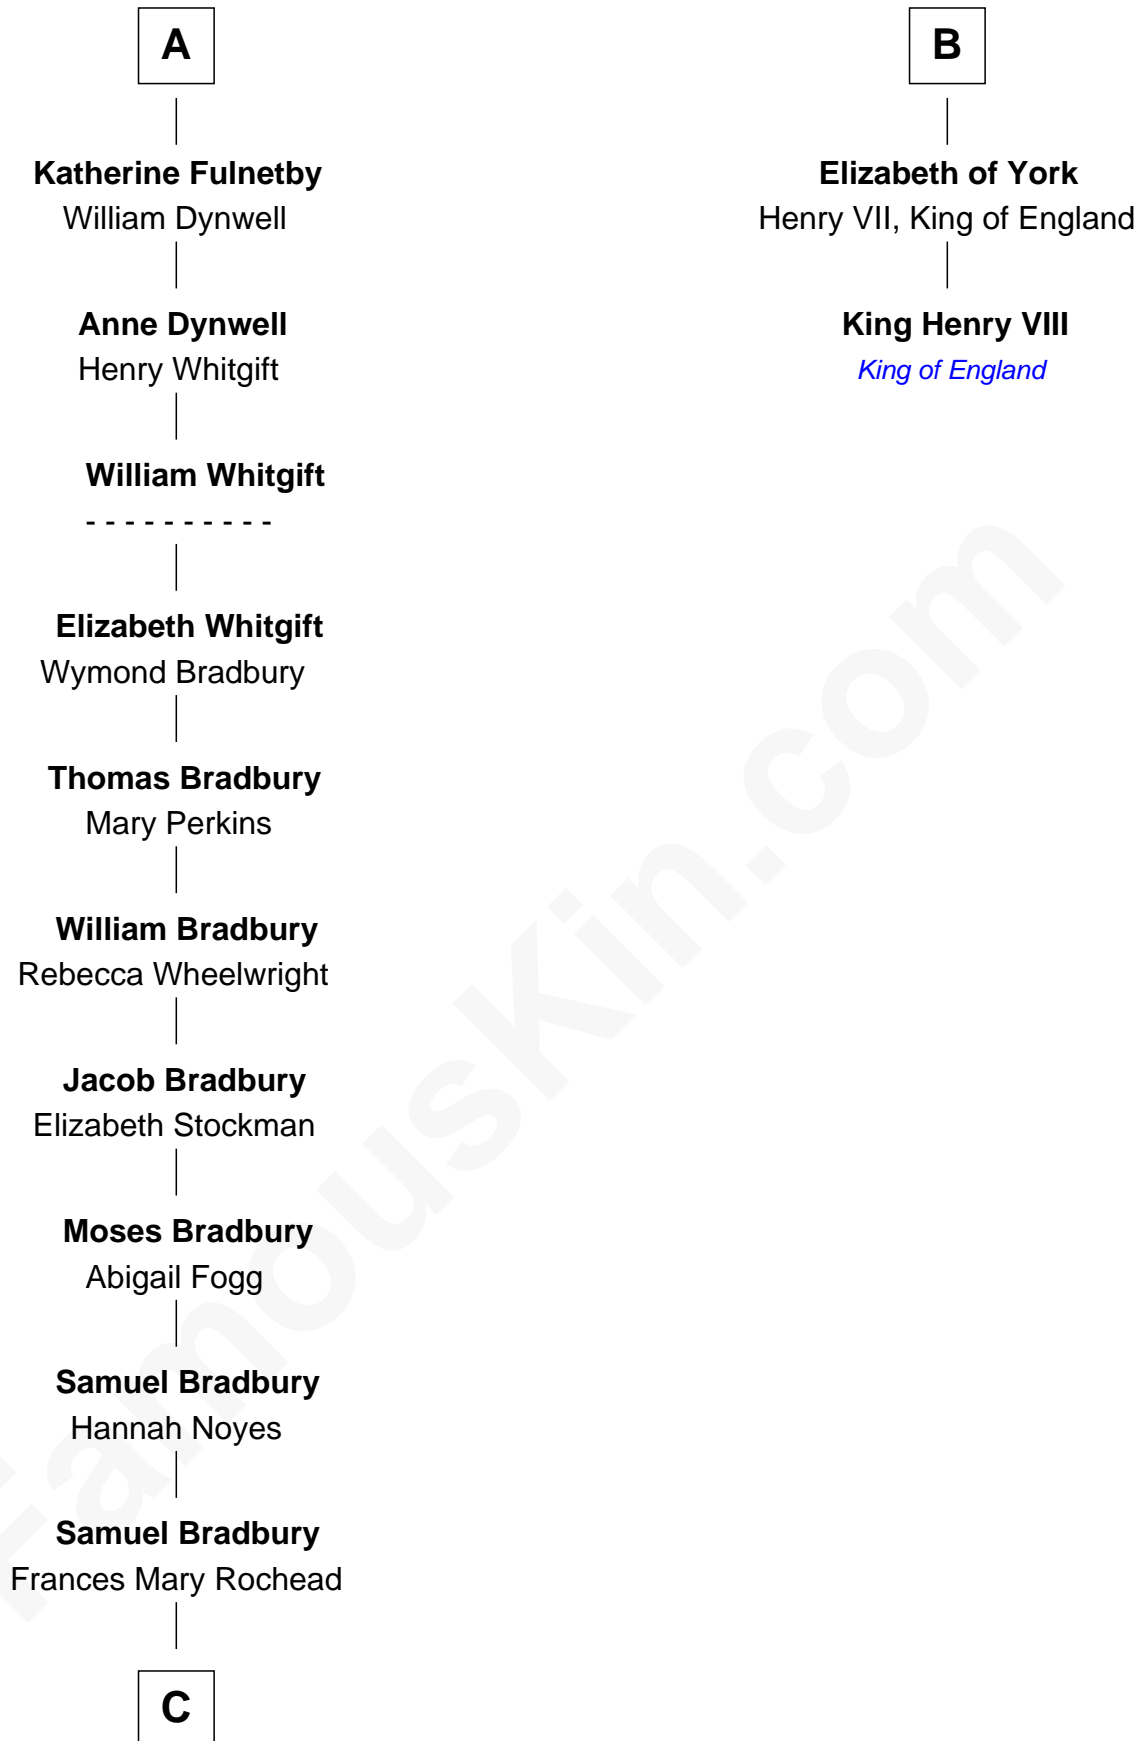 A
B
Katherine Fulnetby
William Dynwell
Elizabeth of York
Henry VII, King of England
Anne Dynwell
Henry Whitgift
King Henry VIII
King of England
William Whitgift
- - - - - - - - - -
Elizabeth Whitgift
Wymond Bradbury
Thomas Bradbury
Mary Perkins
William Bradbury
Rebecca Wheelwright
Jacob Bradbury
Elizabeth Stockman
Moses Bradbury
Abigail Fogg
Samuel Bradbury
Hannah Noyes
Samuel Bradbury
Frances Mary Rochead
C
FamousKin.com